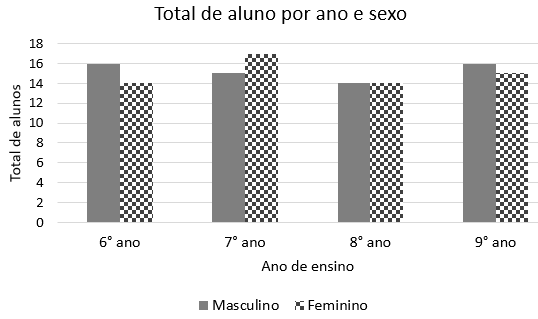 Total de aluno por ano e sexo
Total de alunos
18
16
14
12
10
8
6
4
2
0
6° ano 7° ano 8° ano 9° ano
Ano de ensino
Masculino Feminino